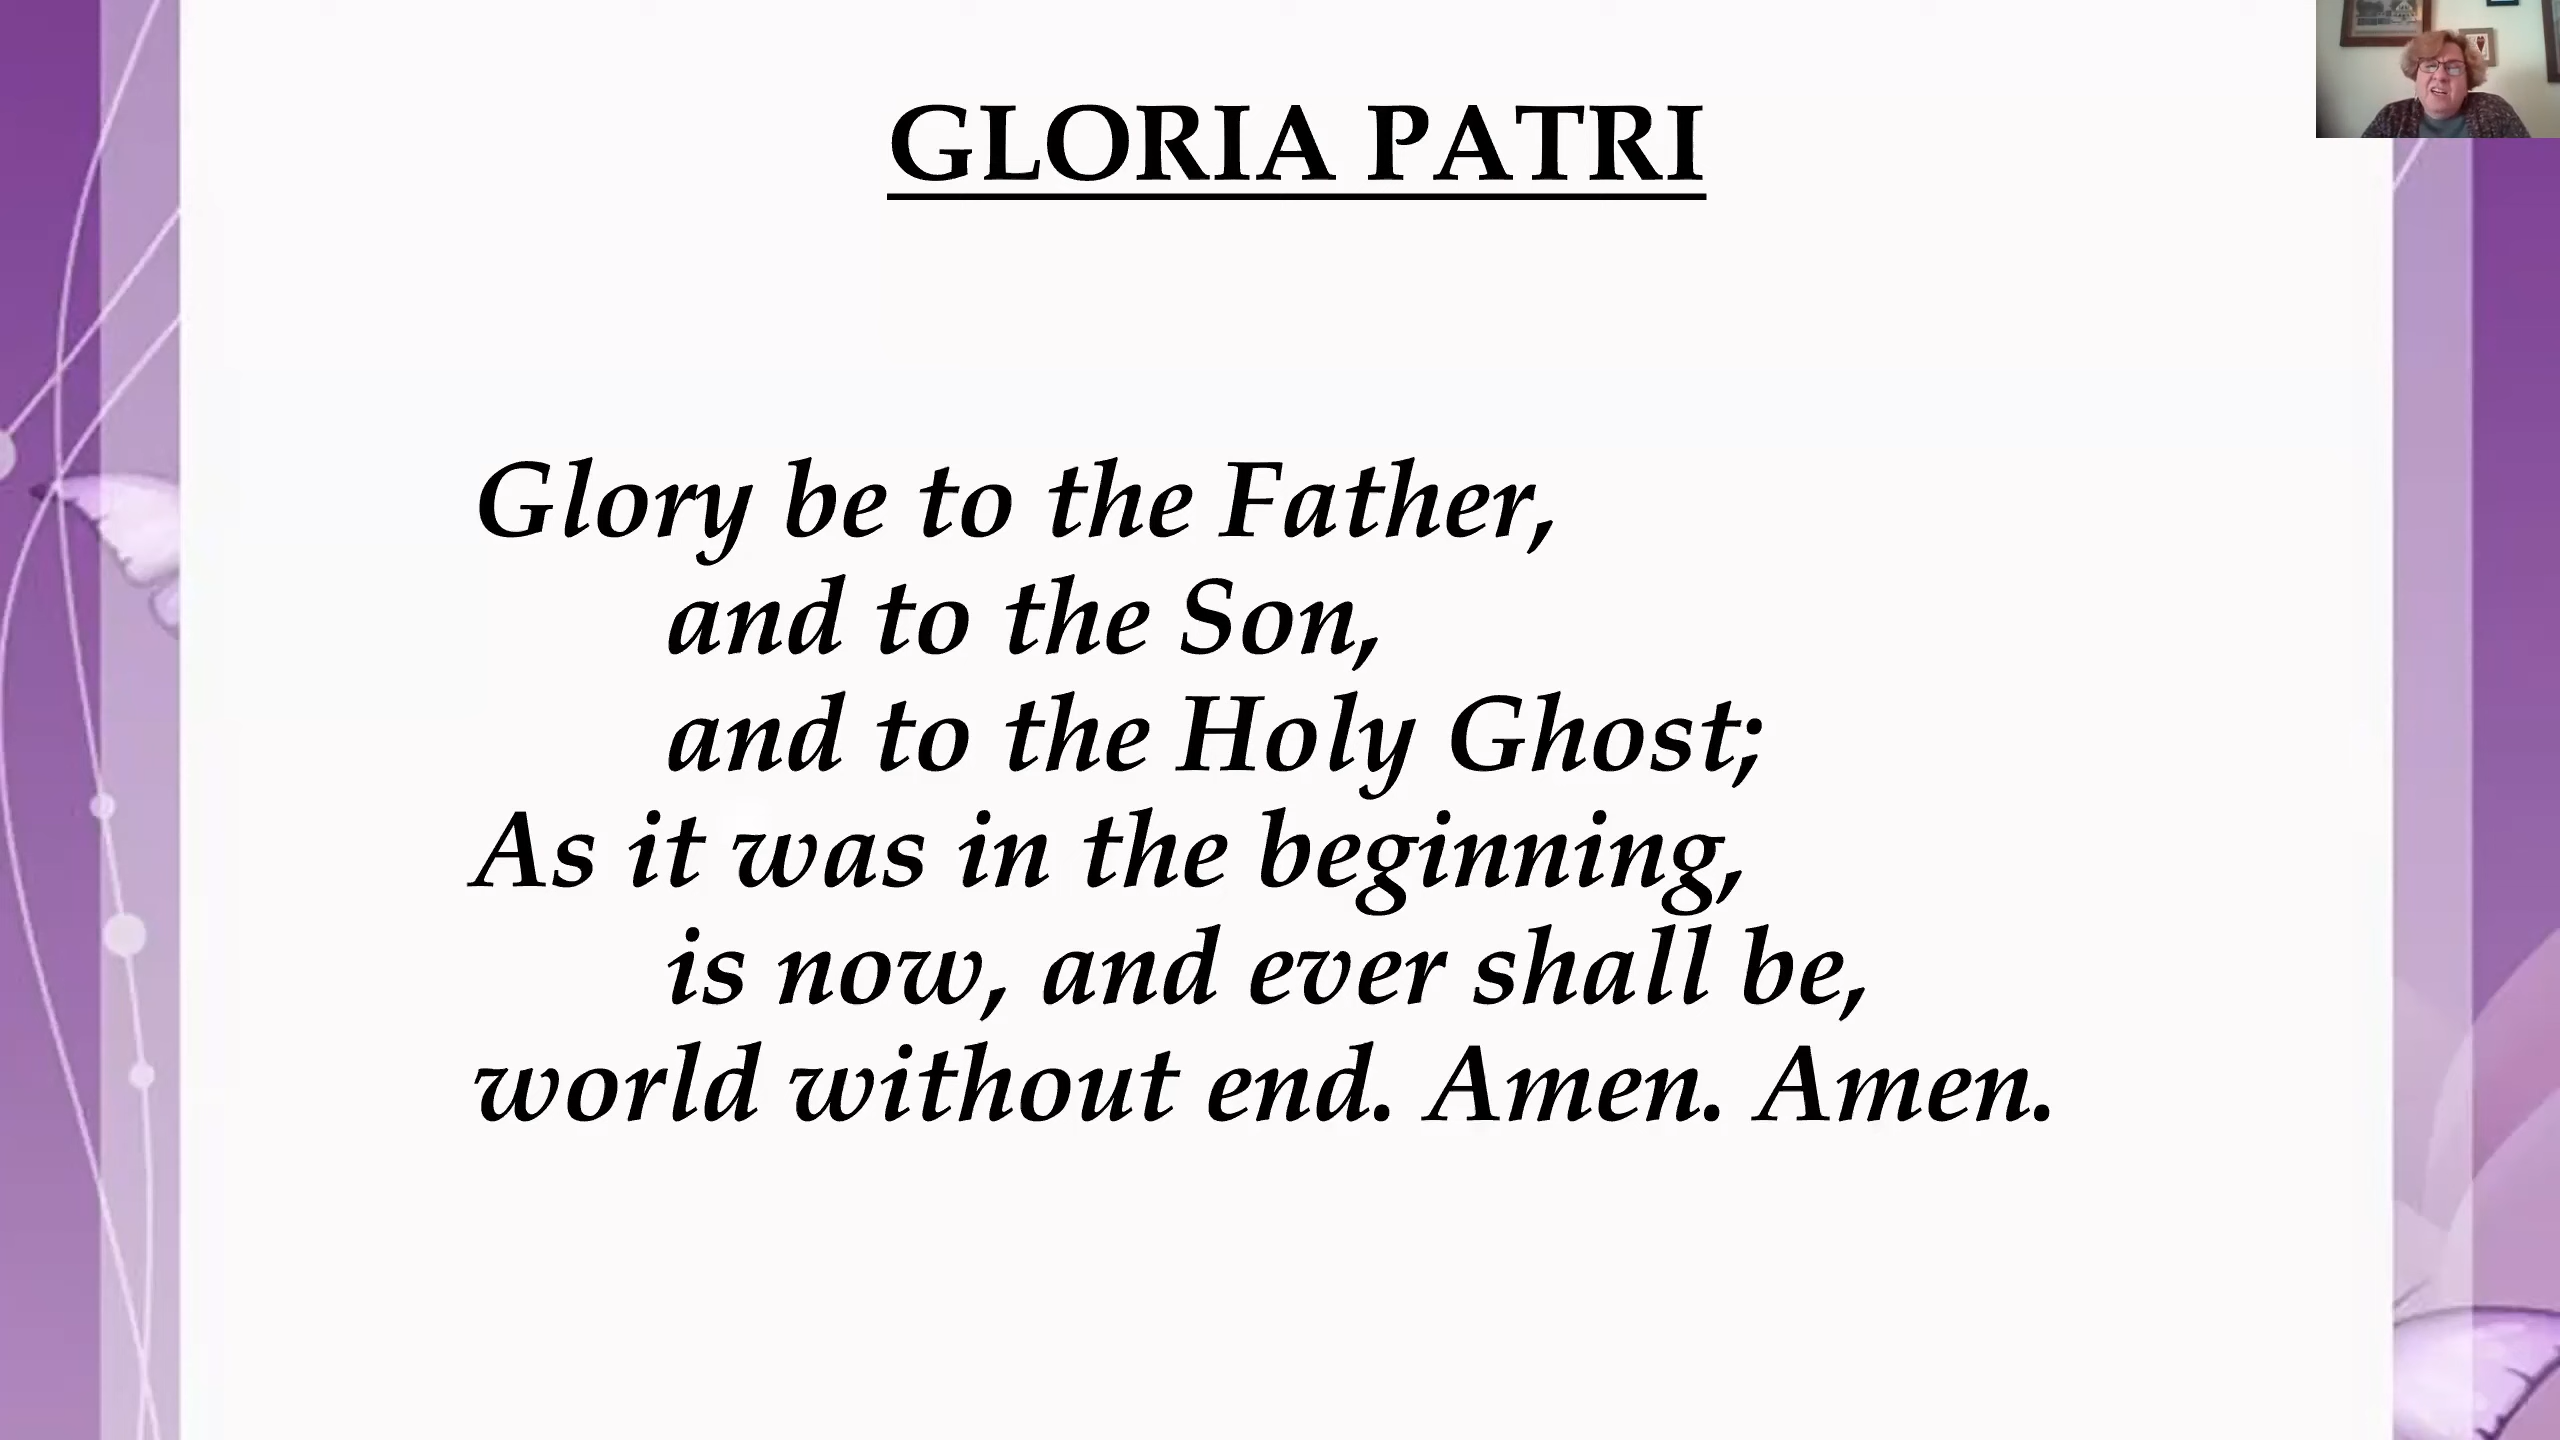 GLORIA PATRI
Glory be to the Father,
and to the Son,
and to the Holy Ghost;
As it was in the beginning,
is now, and ever shall be,
world without end. Amen. Amen.